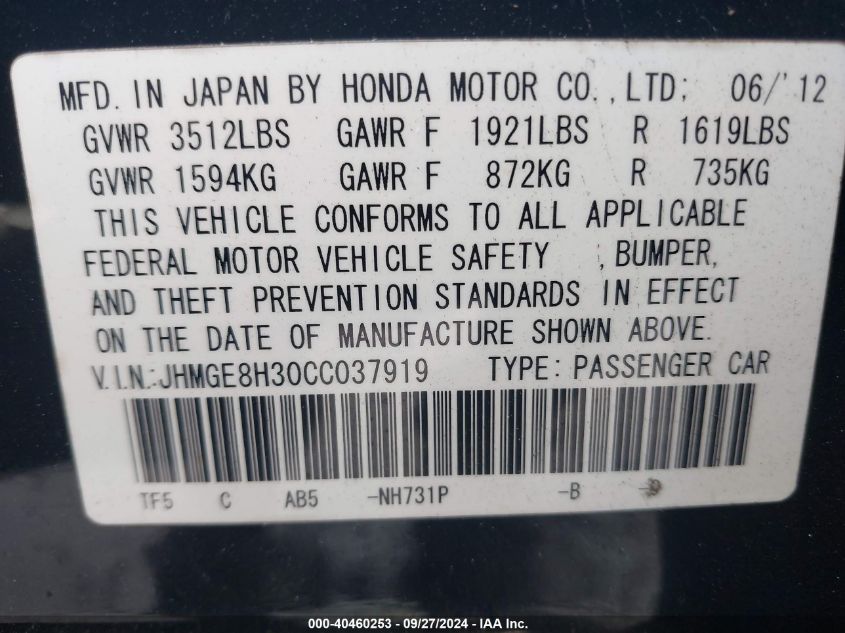 MFD. IN JAPAN BY HONDA MOTOR CO.,LTD: 06/'12
GVWR 3512LBS GAWR F 1921LBS R 1619LBS
GVWR 1594KG GAWR F 872KG R 735KG
THIS VEHICLE CONFORMS TO ALL APPLICABLE
FEDERAL MOTOR VEHICLE SAFETY , BUMPER,
AND THEFT PREVENTION STANDARDS IN EFFECT
ON THE DATE OF MANUFACTURE SHOWN ABOVE.
V.I.N.:JHMGE8H30CC037919 TYPE: PASSENGER CAR
TF5 C AB5 -NH731P -B
000-40460253 - 09/27/2024 - IAA Inc.